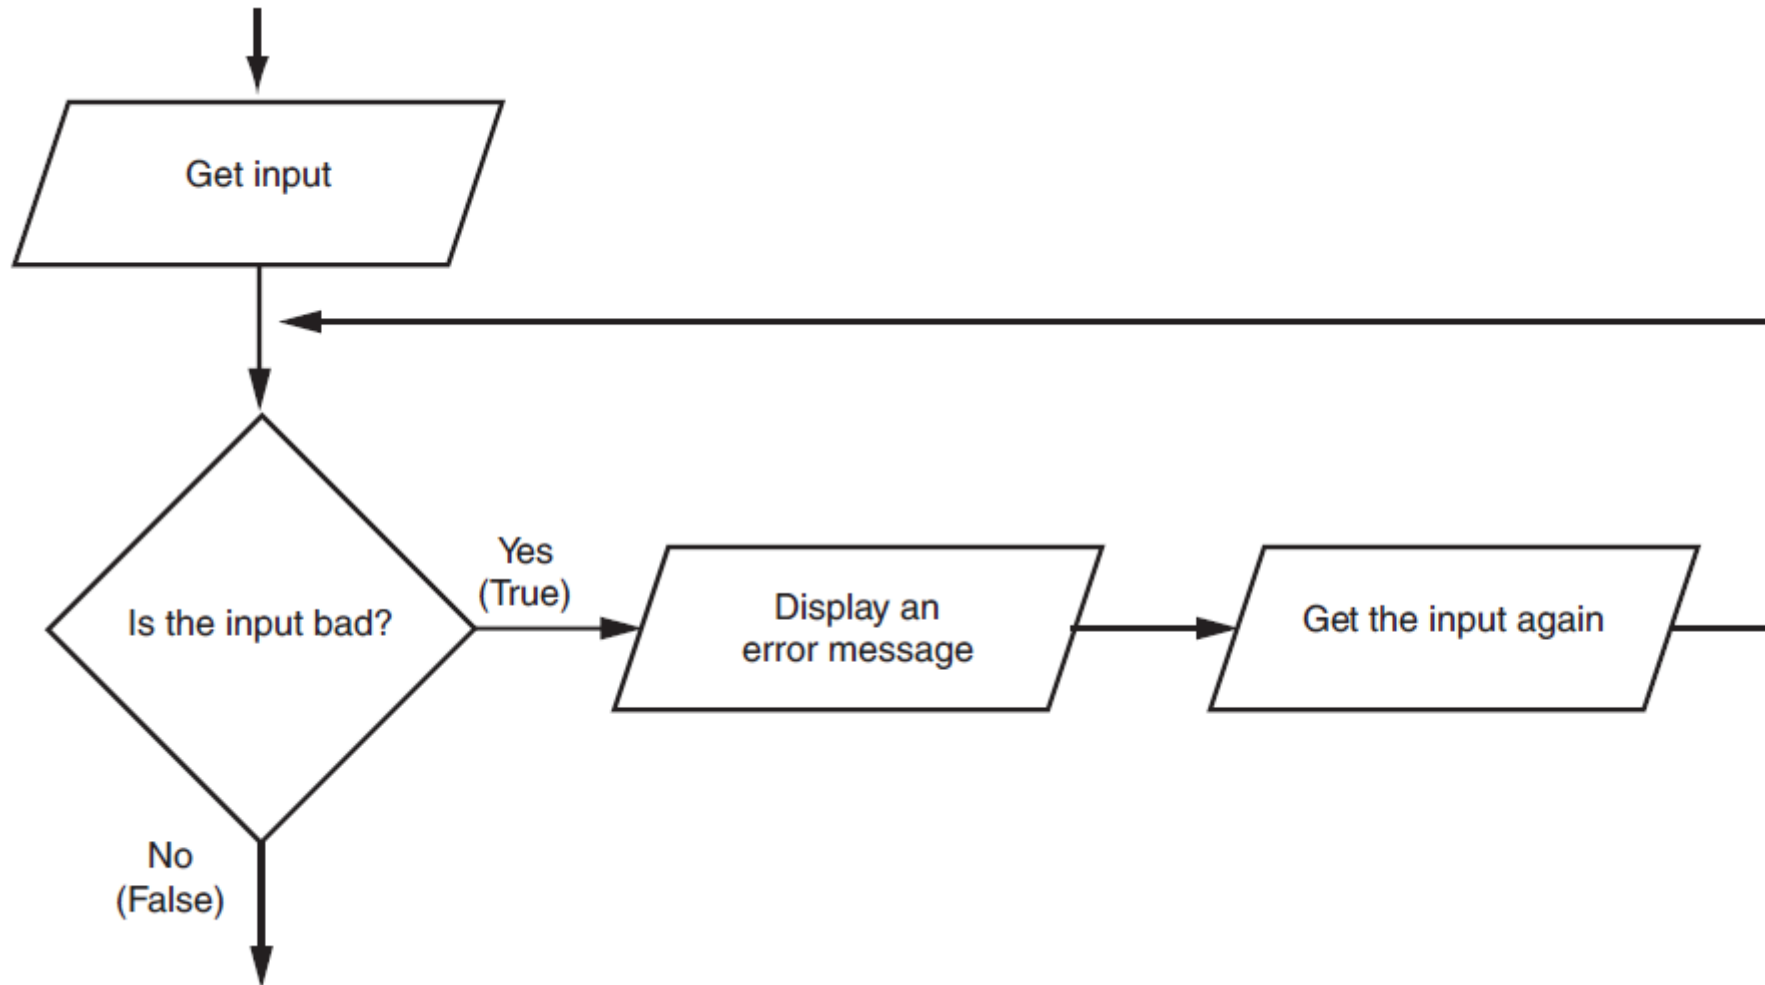 Get input
Is the input bad?
Yes
(True)
Display an
error message
Get the input again
No
(False)